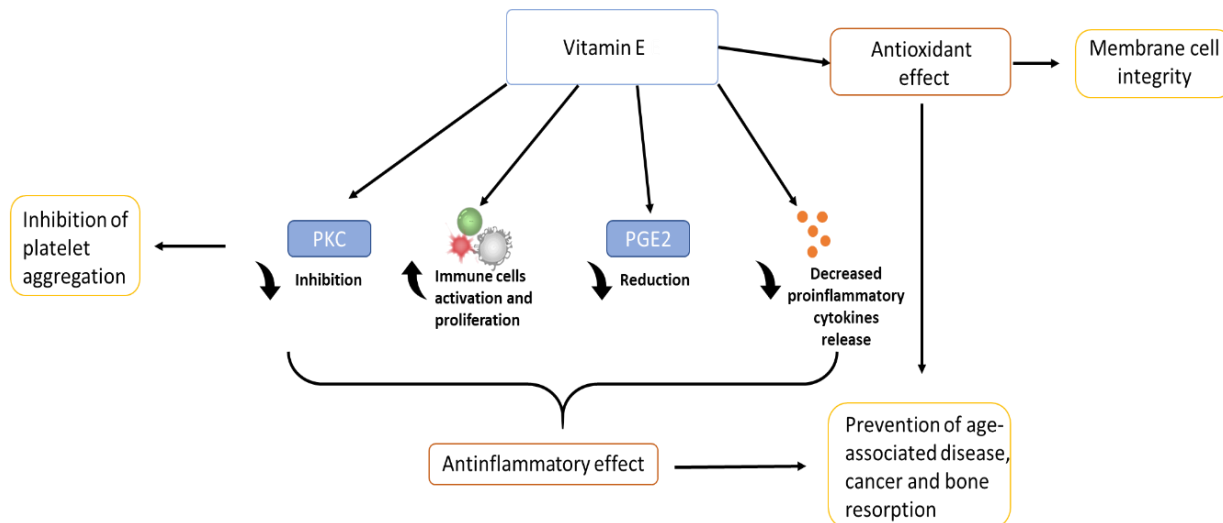 Vitamin E
Antioxidant
effect
Membrane cell
integrity
Inhibition of
platelet
aggregation
PKC
Inhibition
Immune cells
activation and
proliferation
PGE2
Reduction
Decreased
proinflammatory
cytokines
release
Antinflammatory effect
Prevention of age-
associated disease,
cancer and bone
resorption